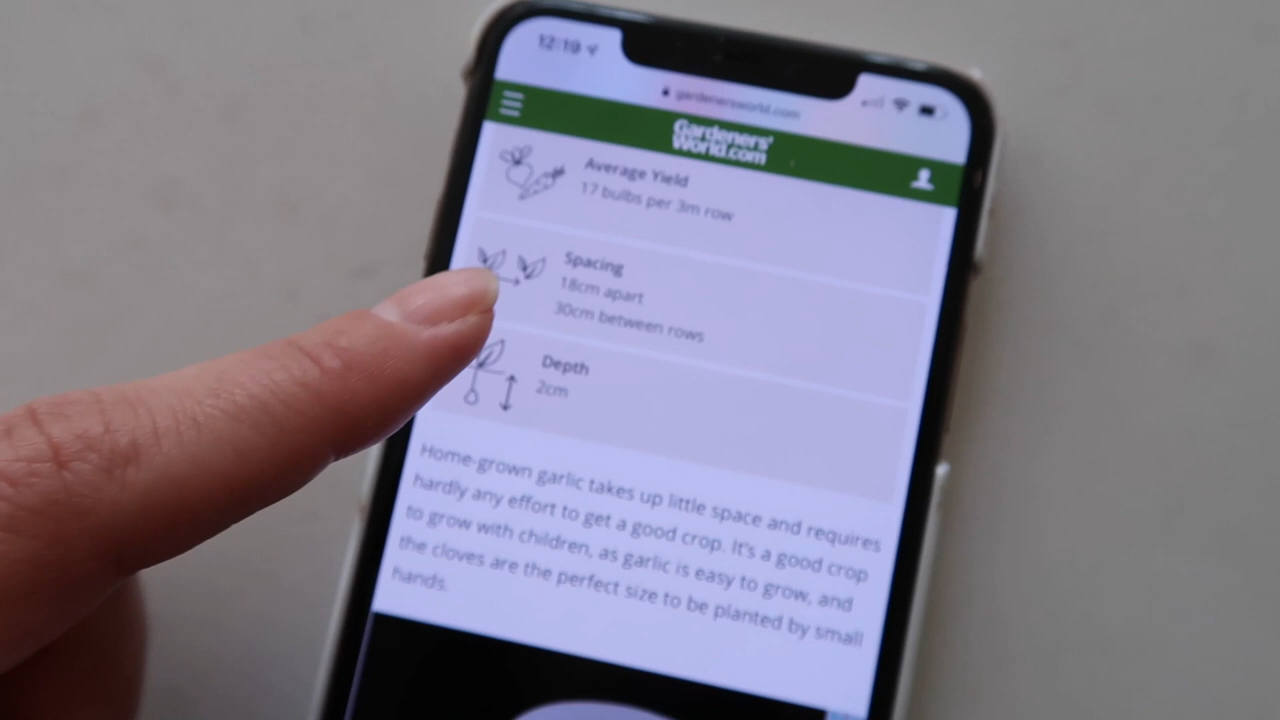 12:19
gardenersworld.com
Gardeners'
World.com
Average Yield
17 bulbs per 3m row
Spacing
18cm apart
30cm between rows
Depth
2cm
Home-grown garlic takes up little space and requires
hardly any effort to get a good crop. It's a good crop
to grow with children, as garlic is easy to grow, and
the cloves are the perfect size to be planted by small
hands.